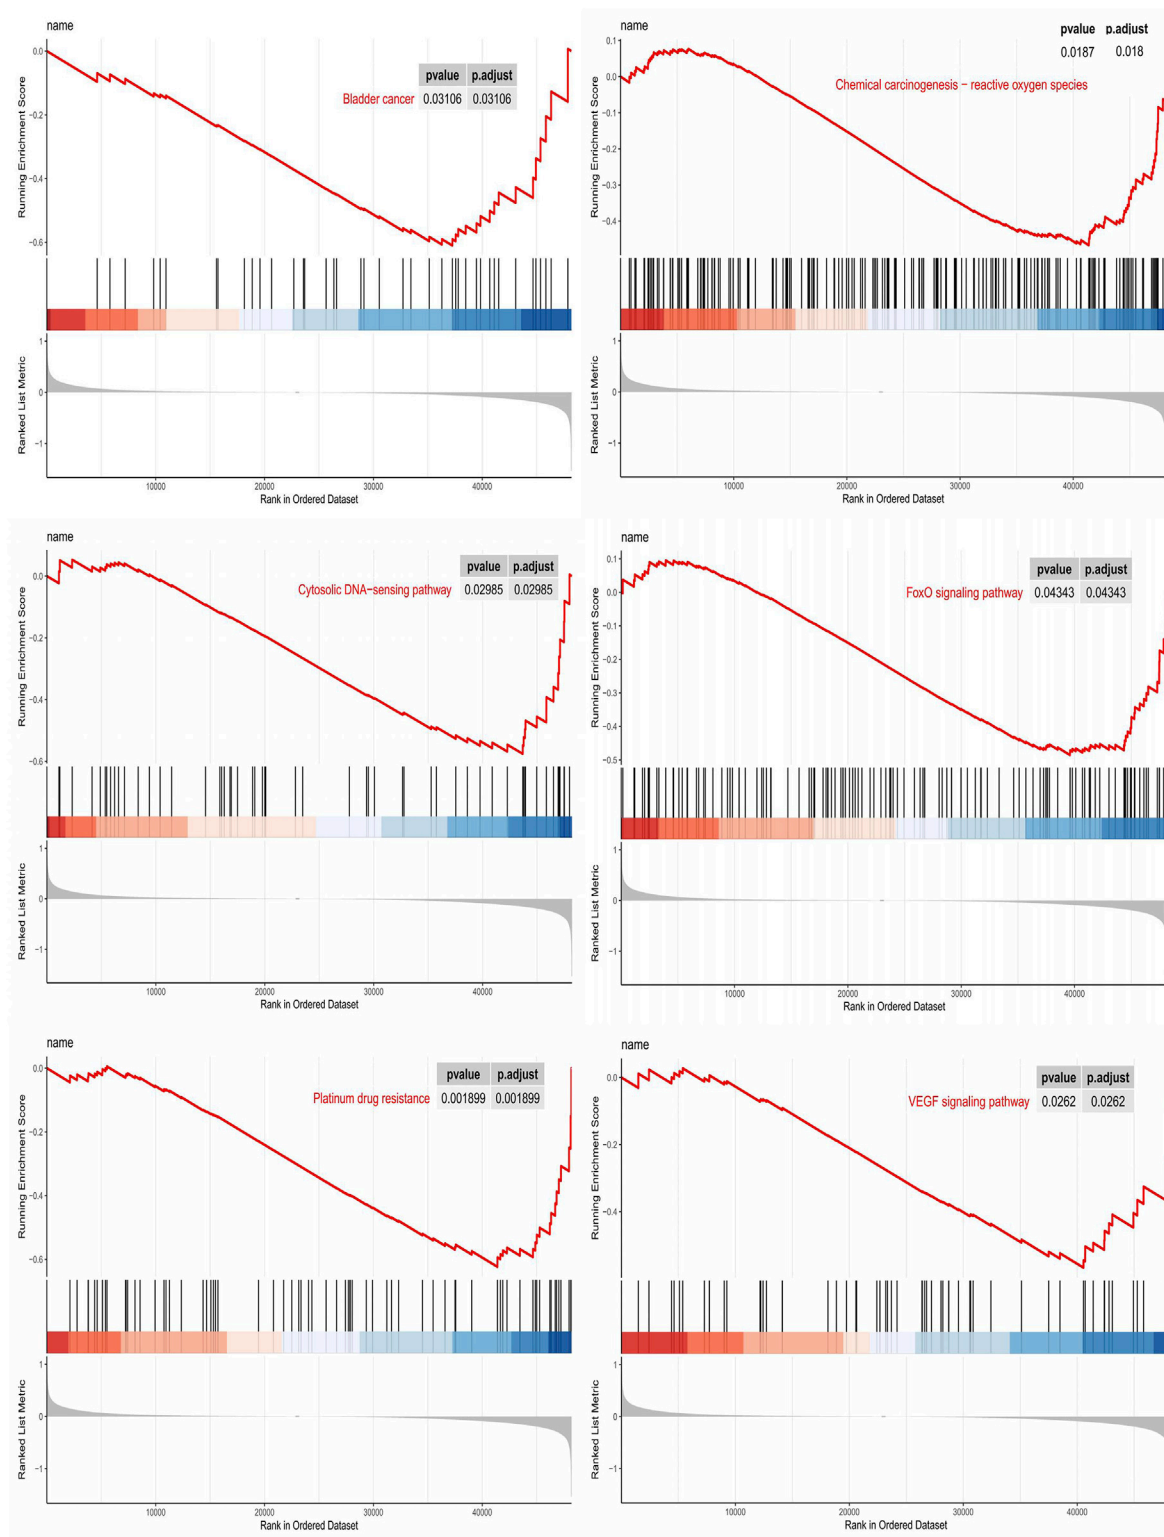 name
0.0
-0.2
-0.4
-0.6
Running Enrichment Score
pvalue p.adjust
Bladder cancer 0.03106 0.03106
1
0
-1
Ranked List Metric
10000 20000 30000 40000
Rank in Ordered Dataset
name
0.1
0.0
-0.1
-0.2
-0.3
-0.4
Running Enrichment Score
pvalue p.adjust
0.0187 0.018
Chemical carcinogenesis – reactive oxygen species
1
0
-1
Ranked List Metric
10000 20000 30000 40000
Rank in Ordered Dataset
name
0.0
-0.2
-0.4
-0.6
Running Enrichment Score
pvalue p.adjust
Cytosolic DNA–sensing pathway 0.02985 0.02985
1
0
-1
Ranked List Metric
10000 20000 30000 40000
Rank in Ordered Dataset
name
0.1
0.0
-0.1
-0.2
-0.3
-0.4
-0.5
Running Enrichment Score
pvalue p.adjust
FoxO signaling pathway 0.04343 0.04343
1
0
-1
Ranked List Metric
10000 20000 30000 40000
Rank in Ordered Dataset
name
0.0
-0.2
-0.4
-0.6
Running Enrichment Score
pvalue p.adjust
Platinum drug resistance 0.001899 0.001899
1
0
-1
Ranked List Metric
10000 20000 30000 40000
Rank in Ordered Dataset
name
0.0
-0.2
-0.4
Running Enrichment Score
pvalue p.adjust
VEGF signaling pathway 0.0262 0.0262
1
0
-1
Ranked List Metric
10000 20000 30000 40000
Rank in Ordered Dataset